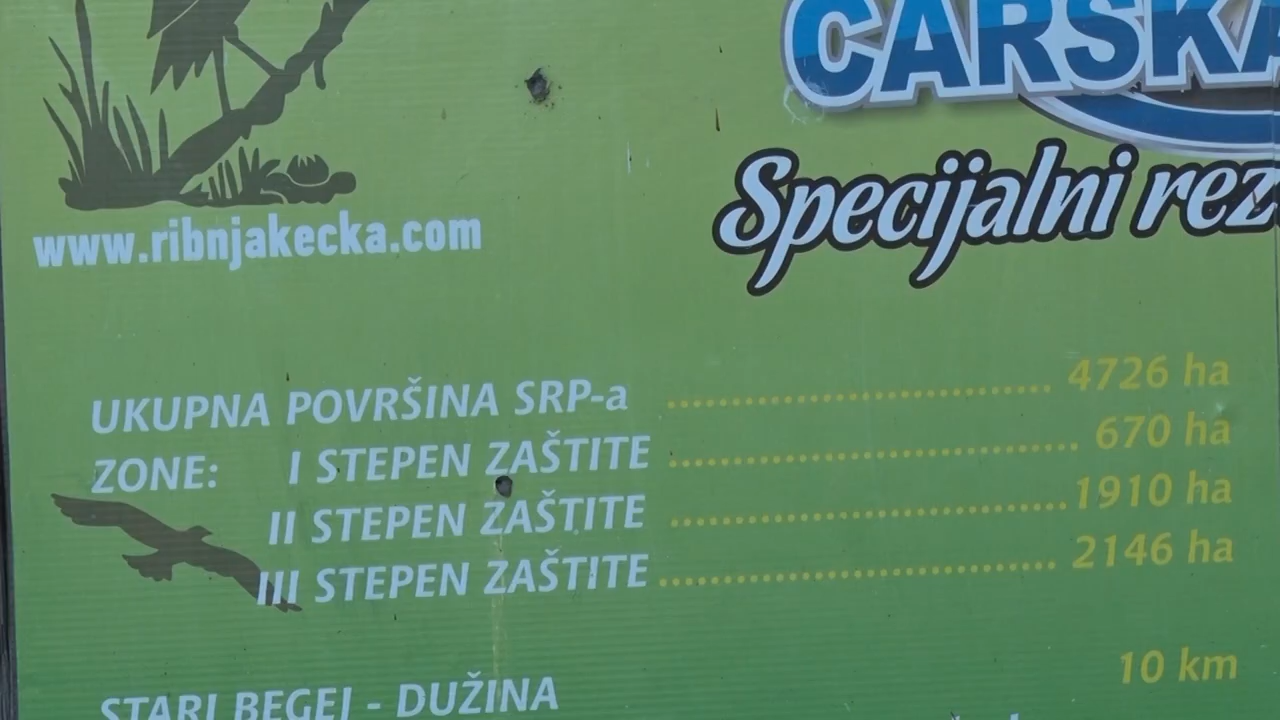 CARSKA
Specijalni rez
www.ribnjakecka.com
UKUPNA POVRŠINA SRP-a .......... 4726 ha
ZONE: I STEPEN ZAŠTITE .......... 670 ha
II STEPEN ZAŠTITE .......... 1910 ha
III STEPEN ZAŠTITE .......... 2146 ha
STARI BEGEJ - DUŽINA 10 km